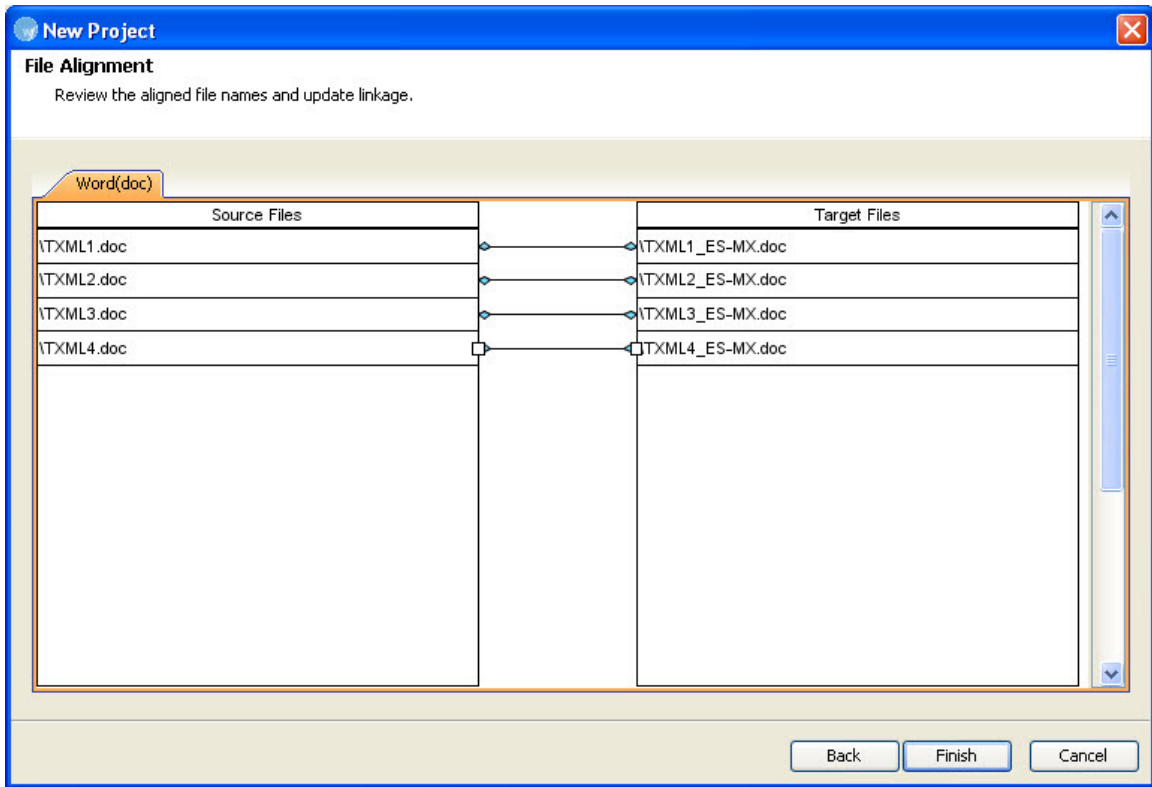 New Project
File Alignment
Review the aligned file names and update linkage.
Word(doc)
Source Files
Target Files
\TXML1.doc
\TXML1_ES-MX.doc
\TXML2.doc
\TXML2_ES-MX.doc
\TXML3.doc
\TXML3_ES-MX.doc
\TXML4.doc
\TXML4_ES-MX.doc
Back
Finish
Cancel